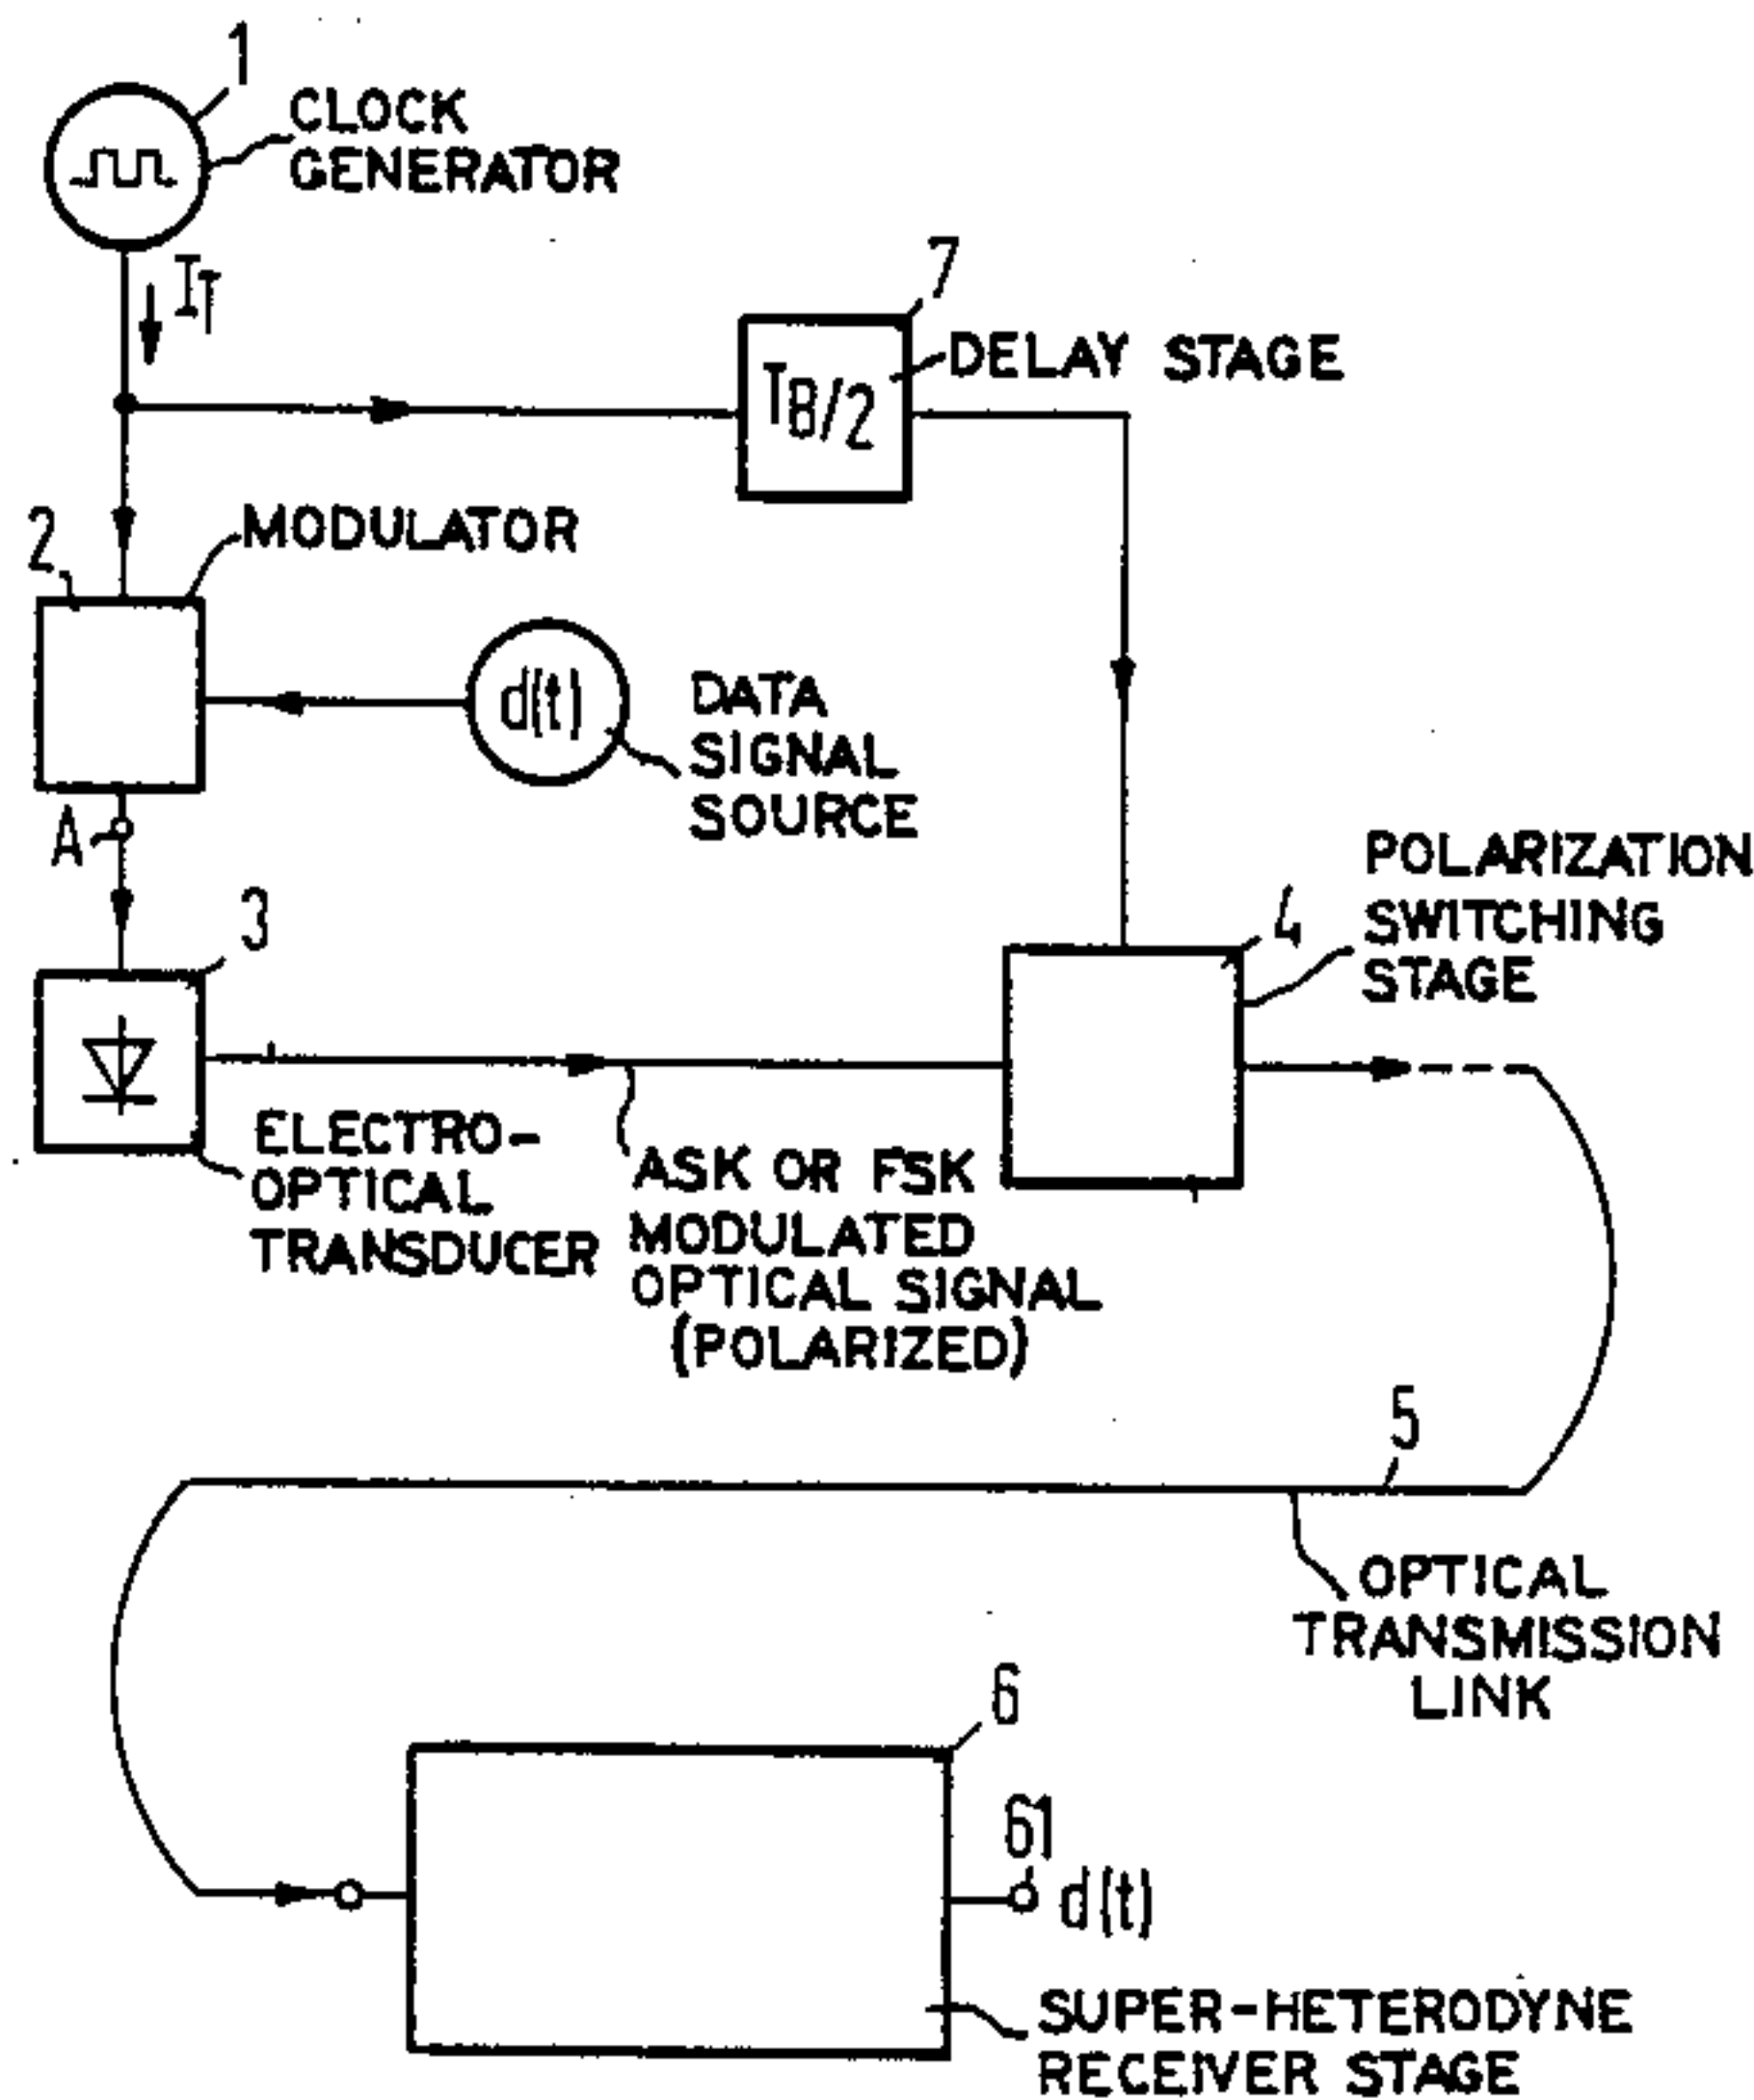 1
CLOCK
GENERATOR
I_T
7
DELAY STAGE
T_B/2
2
MODULATOR
d(t)
DATA
SIGNAL
SOURCE
A
3
4
POLARIZATION
SWITCHING
STAGE
ELECTRO-
OPTICAL
TRANSDUCER
ASK OR FSK
MODULATED
OPTICAL SIGNAL
(POLARIZED)
5
OPTICAL
TRANSMISSION
LINK
6
61
d(t)
SUPER-HETERODYNE
RECEIVER STAGE